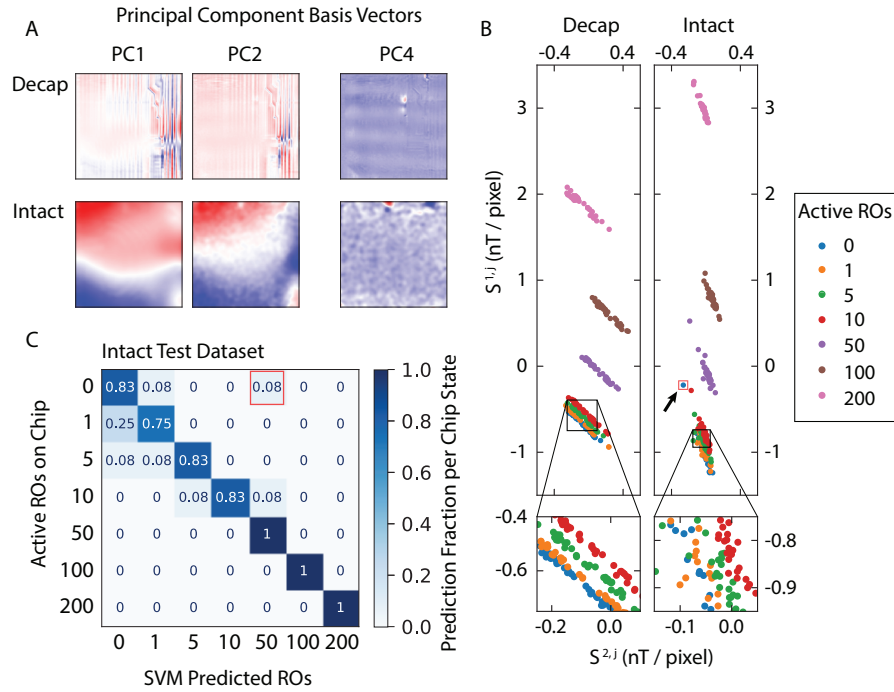 Principal Component Basis Vectors
A
PC1 PC2 PC4
Decap
Intact
B
Decap Intact
-0.4 0.4 -0.4 0.4
3
2
1
0
-1
S1,j (nT / pixel)
3
2
1
0
-1
Active ROs
0
1
5
10
50
100
200
-0.4
-0.6
-0.8
-0.9
-0.2 0.0 -0.1 0.0
S2,j (nT / pixel)
C
Intact Test Dataset
0 0.83 0.08 0 0 0.08 0 0
1 0.25 0.75 0 0 0 0 0
5 0.08 0.08 0.83 0 0 0 0
10 0 0 0.08 0.83 0.08 0 0
50 0 0 0 0 1 0 0
100 0 0 0 0 0 1 0
200 0 0 0 0 0 0 1
0 1 5 10 50 100 200
Active ROs on Chip
SVM Predicted ROs
1.0
0.8
0.6
0.4
0.2
0.0
Prediction Fraction per Chip State